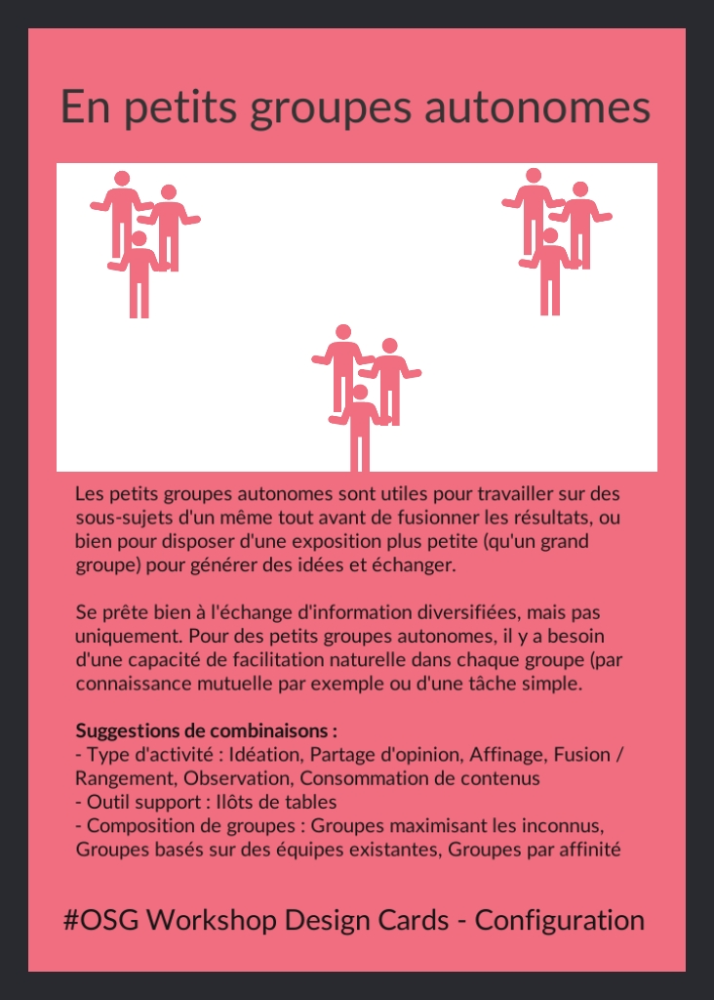 En petits groupes autonomes
Les petits groupes autonomes sont utiles pour travailler sur des
sous-sujets d'un même tout avant de fusionner les résultats, ou
bien pour disposer d'une exposition plus petite (qu'un grand
groupe) pour générer des idées et échanger.
Se prête bien à l'échange d'information diversifiées, mais pas
uniquement. Pour des petits groupes autonomes, il y a besoin
d'une capacité de facilitation naturelle dans chaque groupe (par
connaissance mutuelle par exemple ou d'une tâche simple.
Suggestions de combinaisons :
- Type d'activité : Idéation, Partage d'opinion, Affinage, Fusion /
Rangement, Observation, Consommation de contenus
- Outil support : Ilôts de tables
- Composition de groupes : Groupes maximisant les inconnus,
Groupes basés sur des équipes existantes, Groupes par affinité
#OSG Workshop Design Cards - Configuration